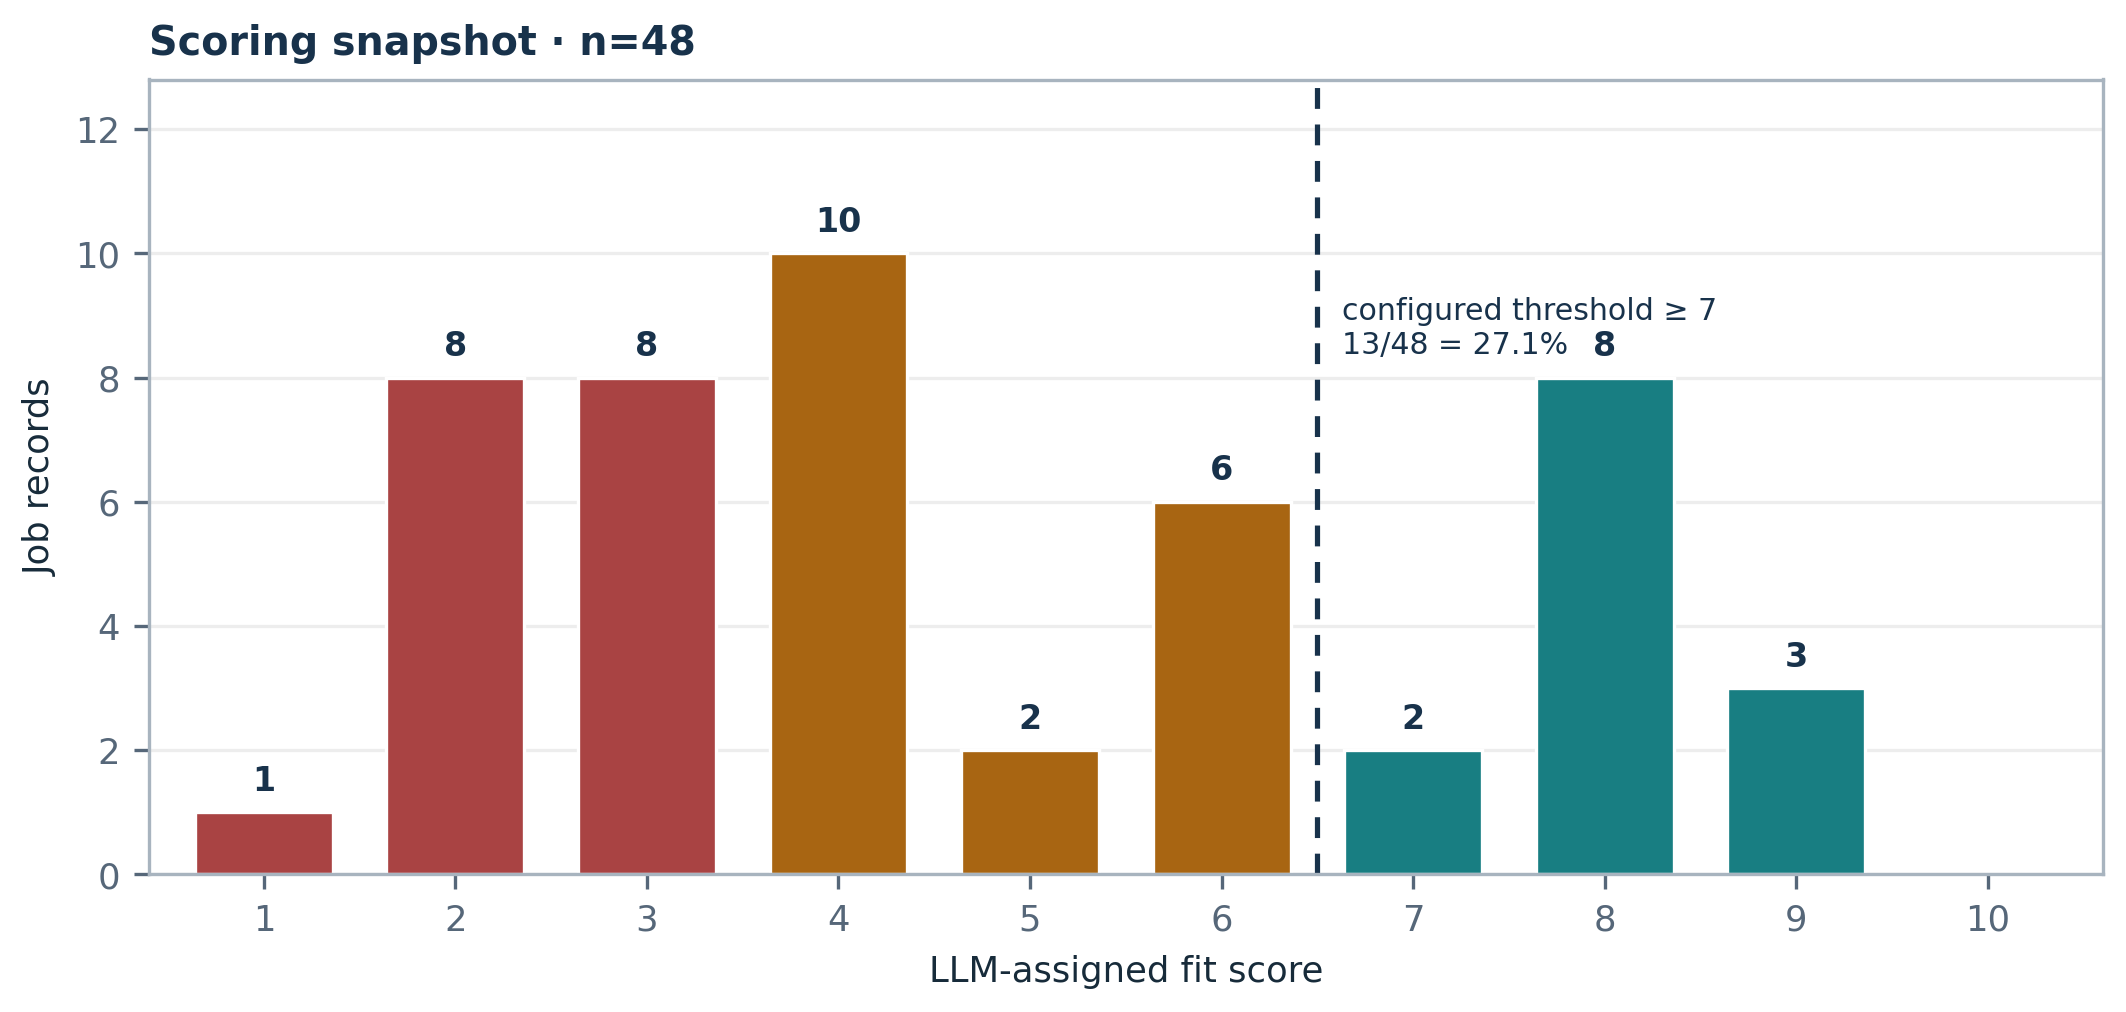 Scoring snapshot · n=48
12
10
8
6
4
2
0
Job records
1
8
8
10
2
6
configured threshold ≥ 7
13/48 = 27.1%
2
8
3
1 2 3 4 5 6 7 8 9 10
LLM-assigned fit score